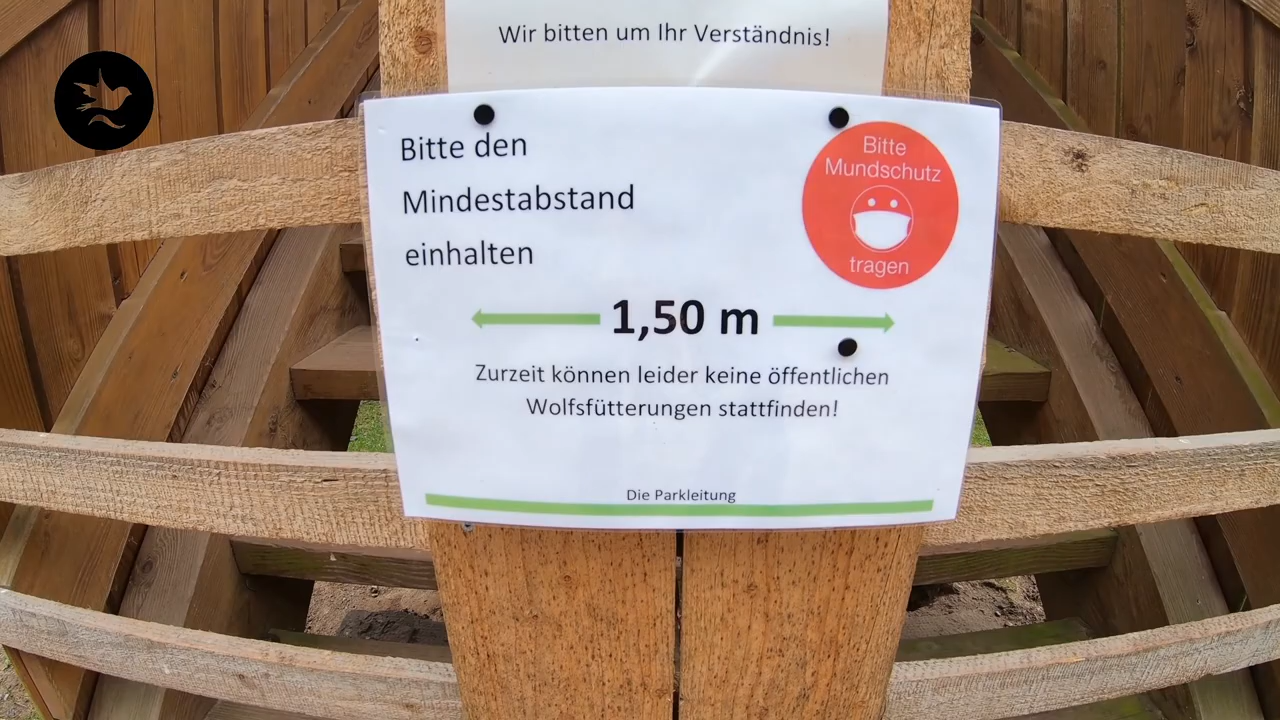 Wir bitten um Ihr Verständnis!
Bitte den
Mindestabstand
einhalten
Bitte
Mundschutz
tragen
1,50 m
Zurzeit können leider keine öffentlichen
Wolfsfütterungen stattfinden!
Die Parkleitung